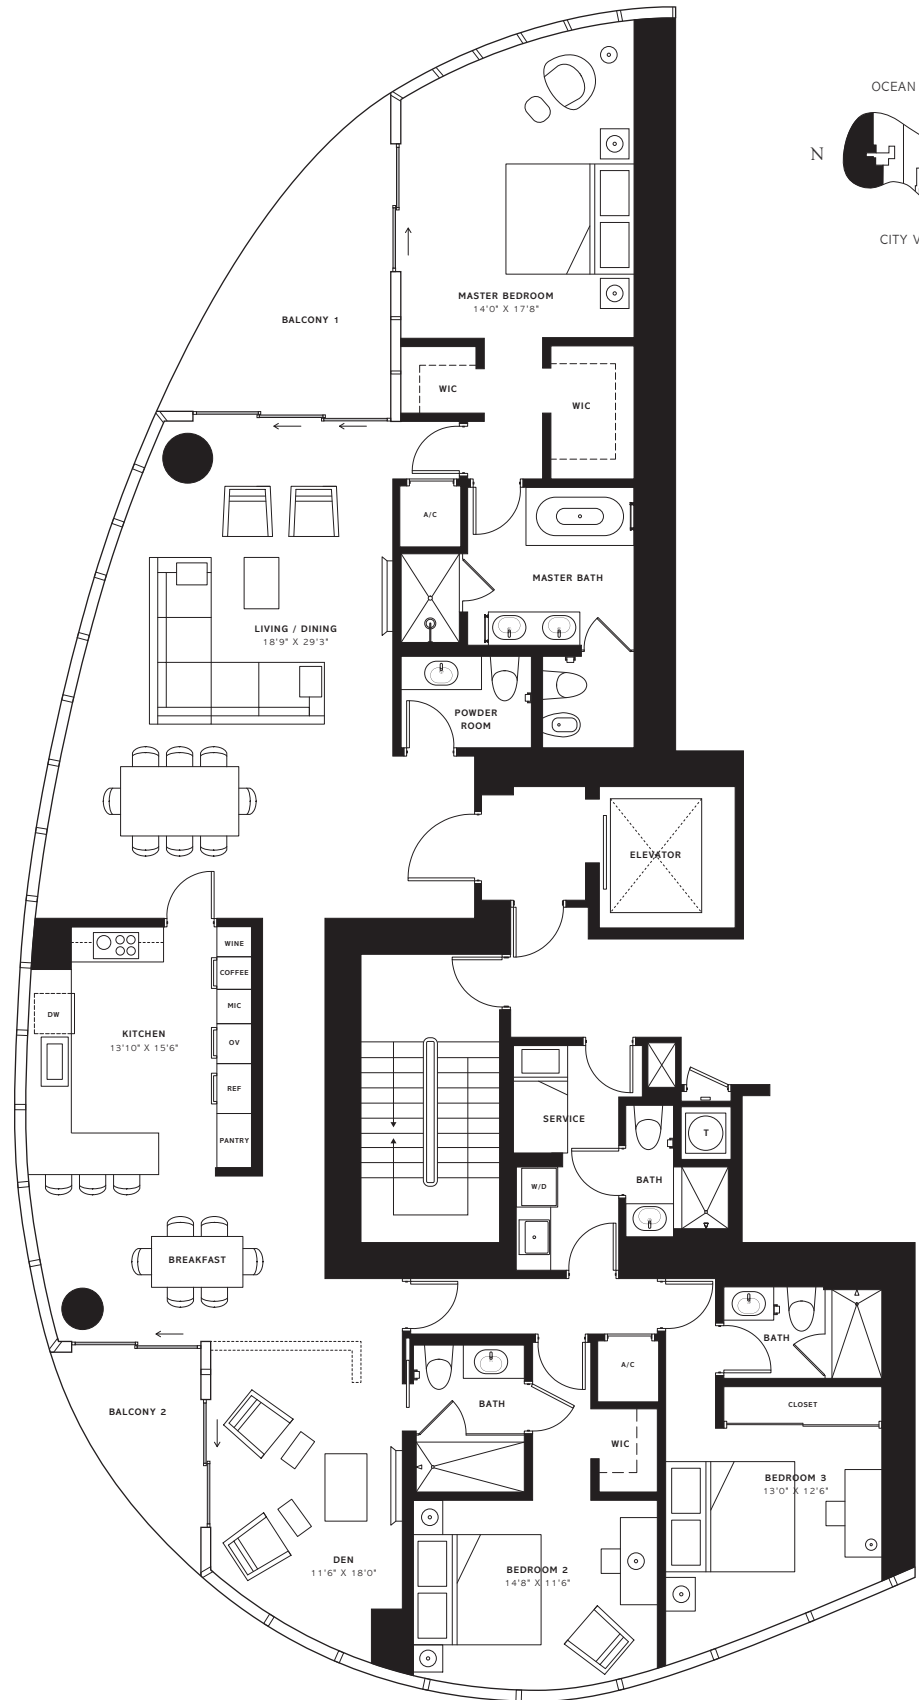 OCEAN
N
CITY V
MASTER BEDROOM
14'0" X 17'8"
BALCONY 1
WIC
WIC
A/C
MASTER BATH
LIVING / DINING
18'9" X 29'3"
POWDER
ROOM
ELEVATOR
WINE
COFFEE
MIC
DW
KITCHEN
13'10" X 15'6"
OV
REF
PANTRY
SERVICE
T
BATH
W/D
BREAKFAST
BATH
A/C
BALCONY 2
BATH
CLOSET
WIC
BEDROOM 3
13'0" X 12'6"
DEN
11'6" X 18'0"
BEDROOM 2
14'8" X 11'6"